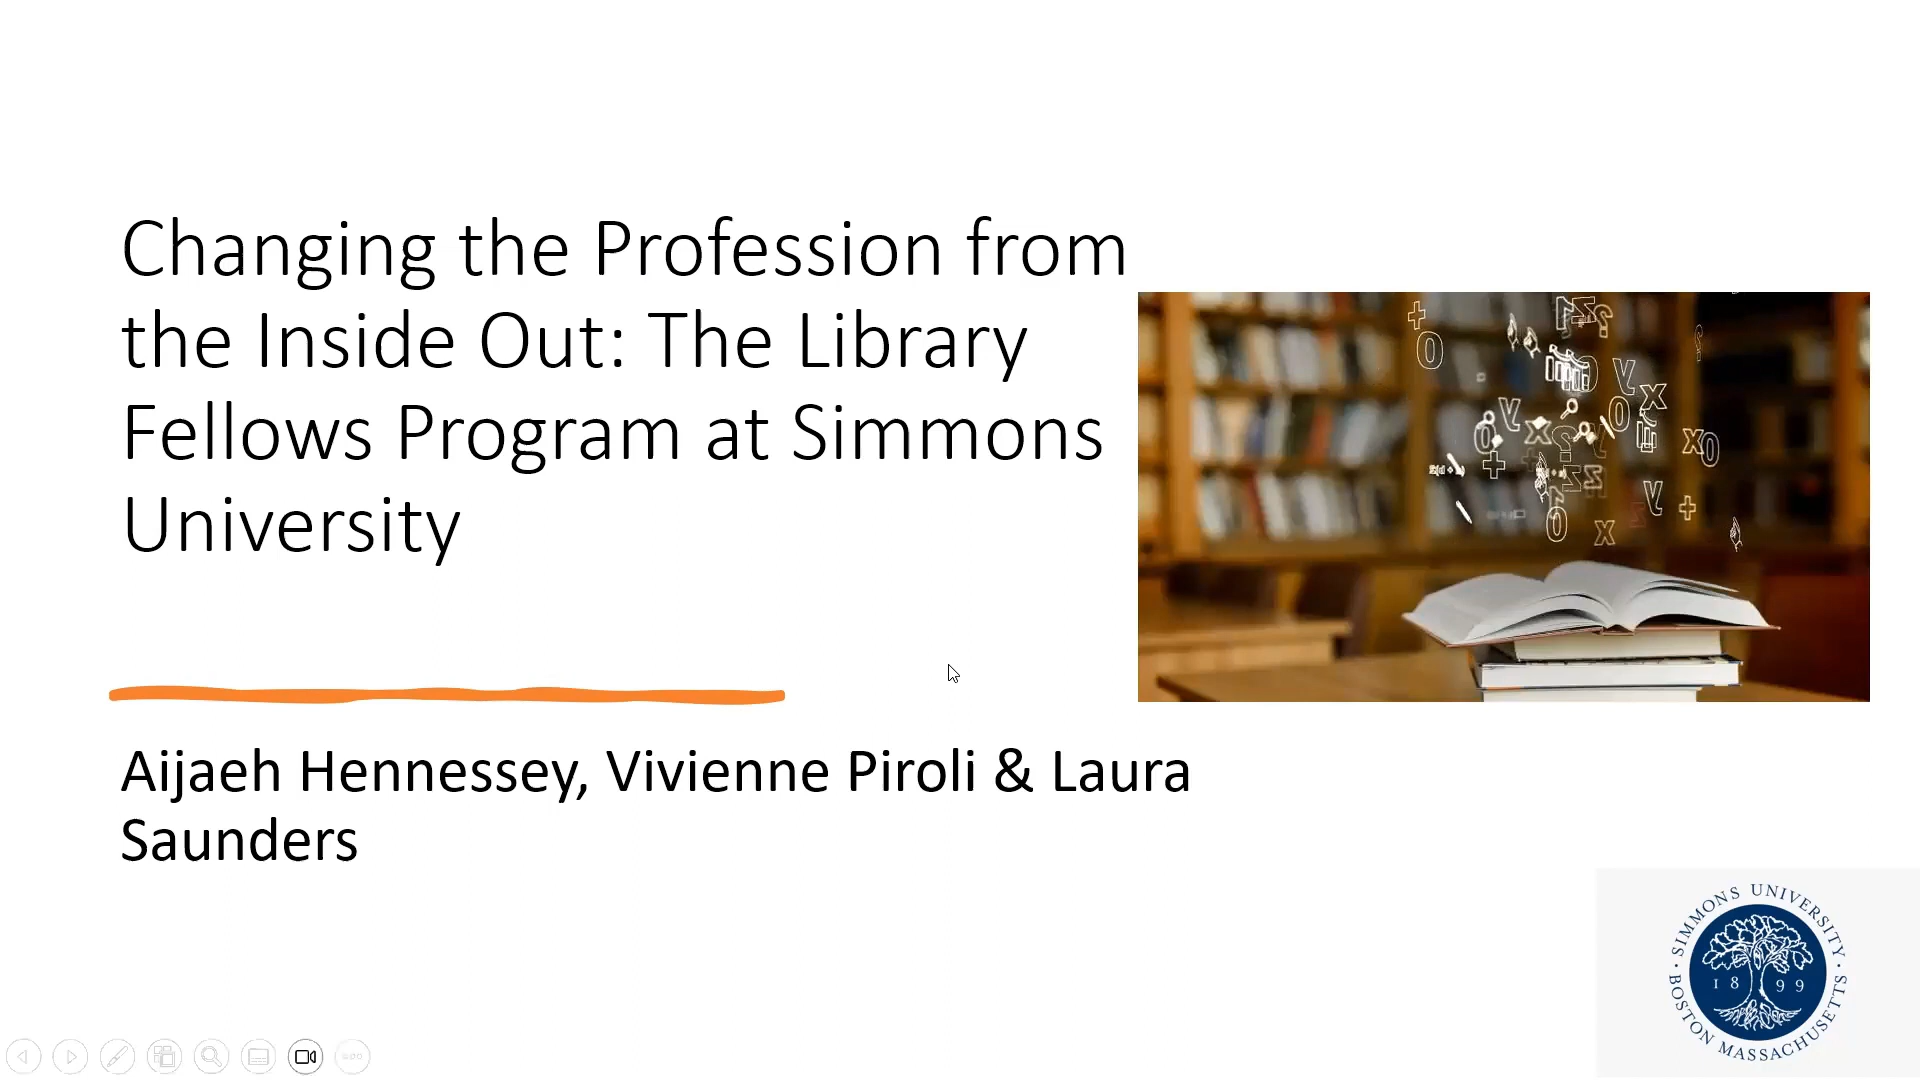 Changing the Profession from
the Inside Out: The Library
Fellows Program at Simmons
University
Aijaeh Hennessey, Vivienne Piroli & Laura
Saunders
SIMMONS UNIVERSITY
1899
BOSTON MASSACHUSETTS